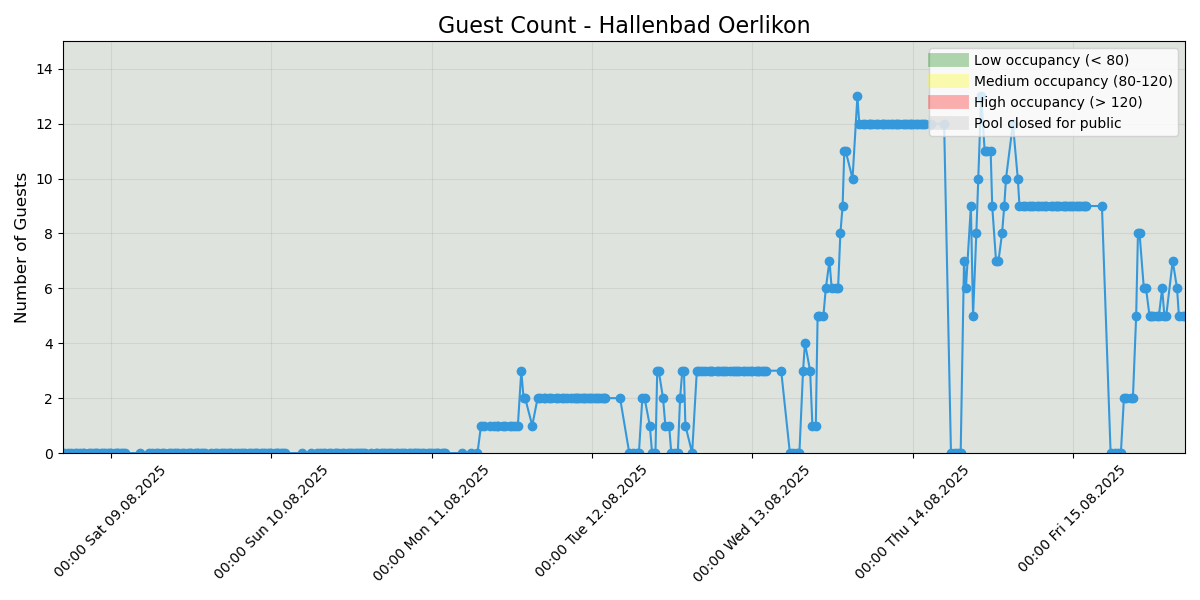 Guest Count - Hallenbad Oerlikon
Low occupancy (< 80)
Medium occupancy (80-120)
High occupancy (> 120)
Pool closed for public
Number of Guests
14
12
10
8
6
4
2
0
00:00 Sat 09.08.2025
00:00 Sun 10.08.2025
00:00 Mon 11.08.2025
00:00 Tue 12.08.2025
00:00 Wed 13.08.2025
00:00 Thu 14.08.2025
00:00 Fri 15.08.2025